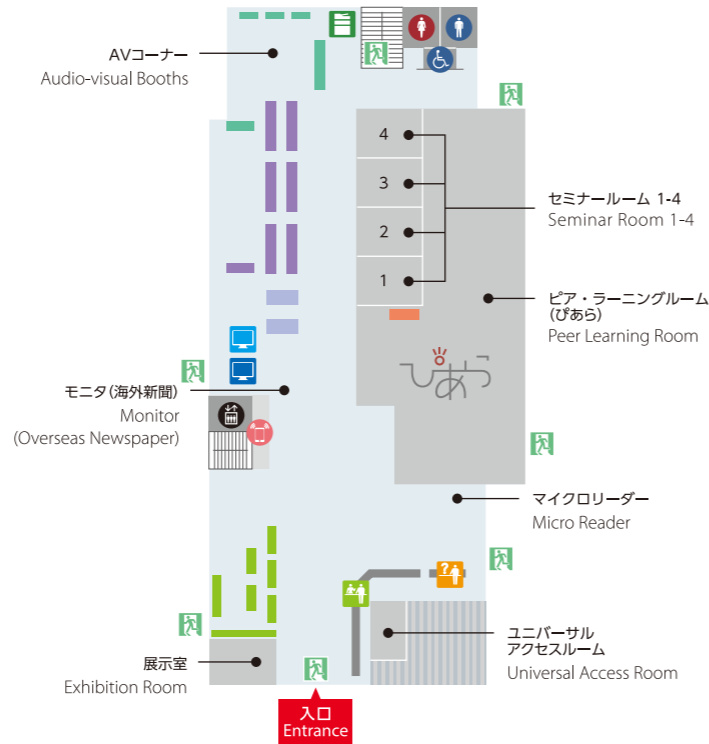 AVコーナー
Audio-visual Booths
4
3
2
1
セミナールーム 1-4
Seminar Room 1-4
ピア・ラーニングルーム
(ぴあら)
Peer Learning Room
ぴあら
モニタ(海外新聞)
Monitor
(Overseas Newspaper)
マイクロリーダー
Micro Reader
?
ユニバーサル
アクセスルーム
Universal Access Room
展示室
Exhibition Room
入口
Entrance